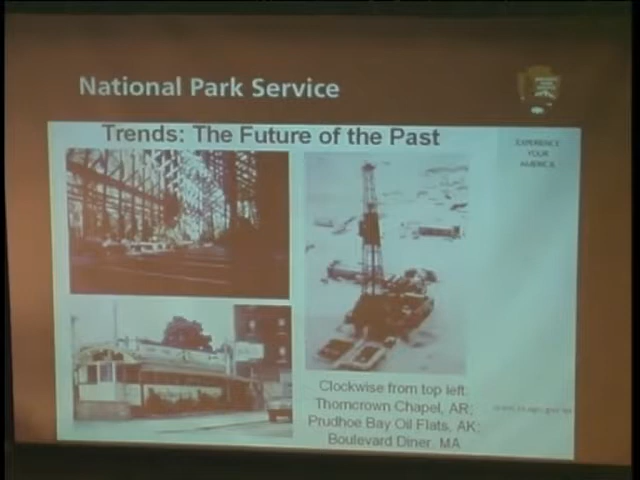 National Park Service
Trends: The Future of the Past
EXPERIENCE
YOUR
AMERICA
Clockwise from top left:
Thorncrown Chapel, AR;
Prudhoe Bay Oil Flats, AK;
Boulevard Diner, MA